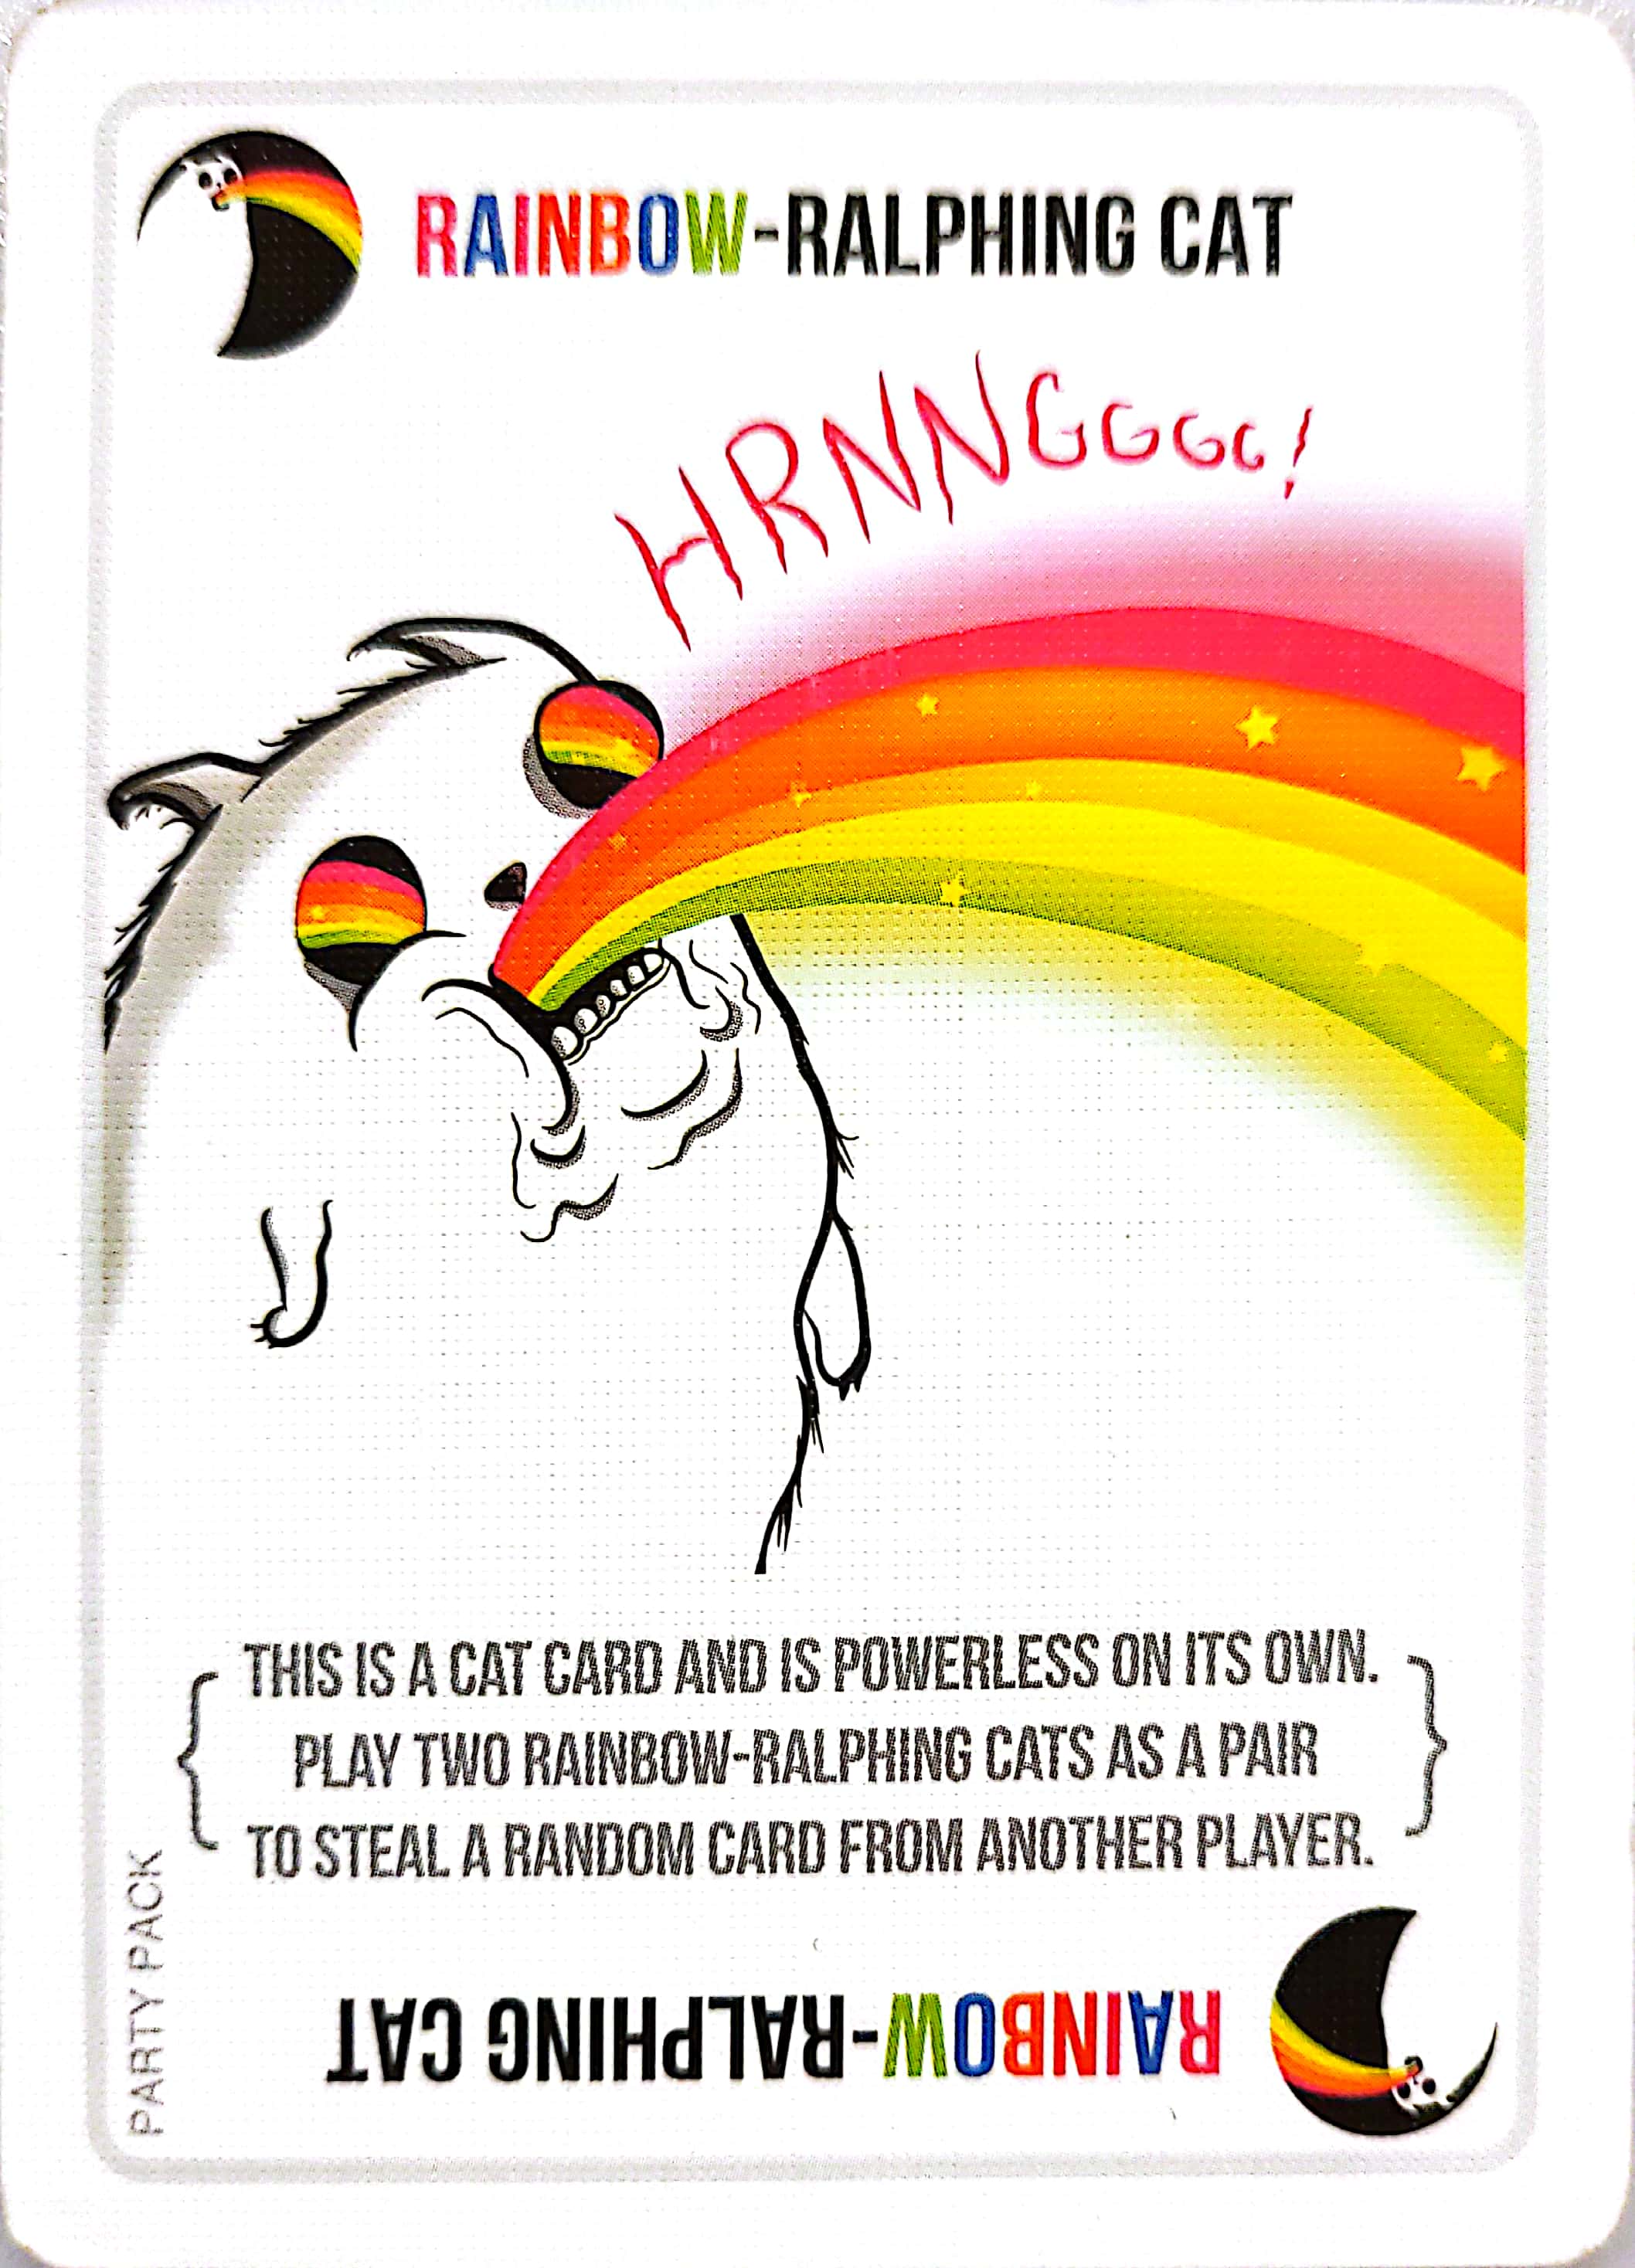 RAINBOW-RALPHING CAT
HRNNGGGG!
THIS IS A CAT CARD AND IS POWERLESS ON ITS OWN.
PLAY TWO RAINBOW-RALPHING CATS AS A PAIR
TO STEAL A RANDOM CARD FROM ANOTHER PLAYER.
PARTY PACK
RAINBOW-RALPHING CAT